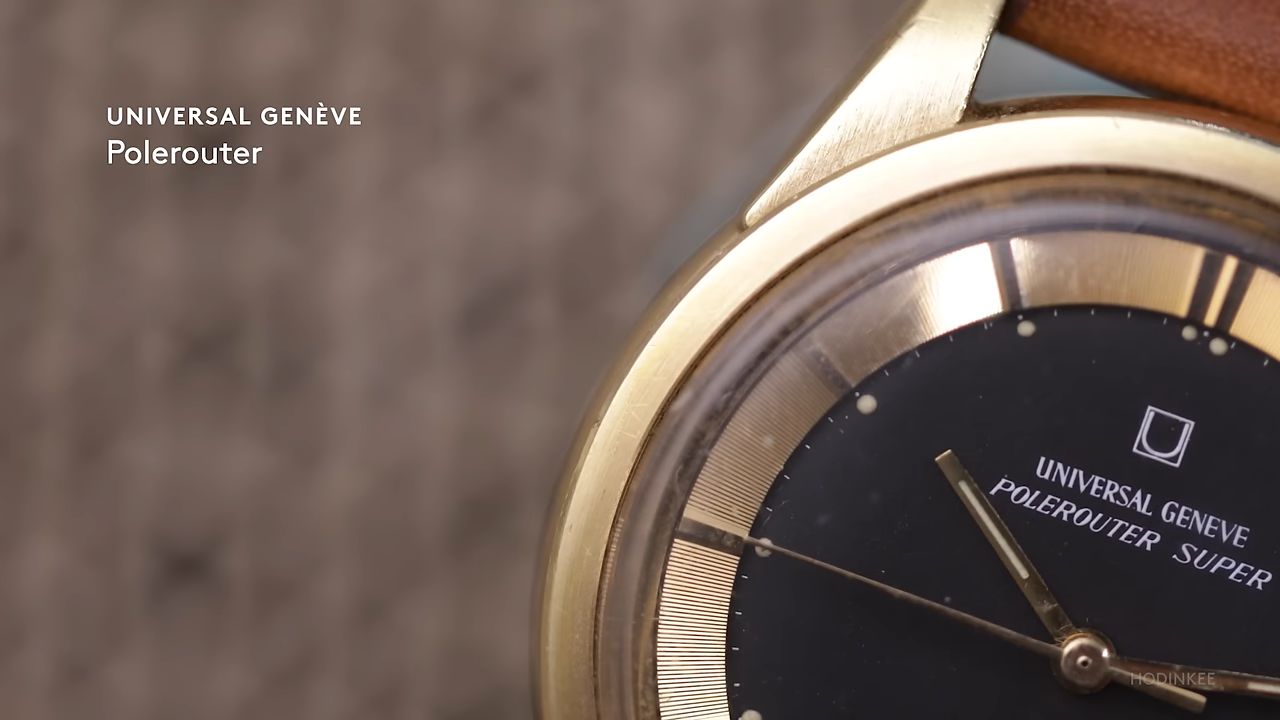 UNIVERSAL GENÈVE
Polerouter
UNIVERSAL GENEVE
POLEROUTER SUPER
HODINKEE